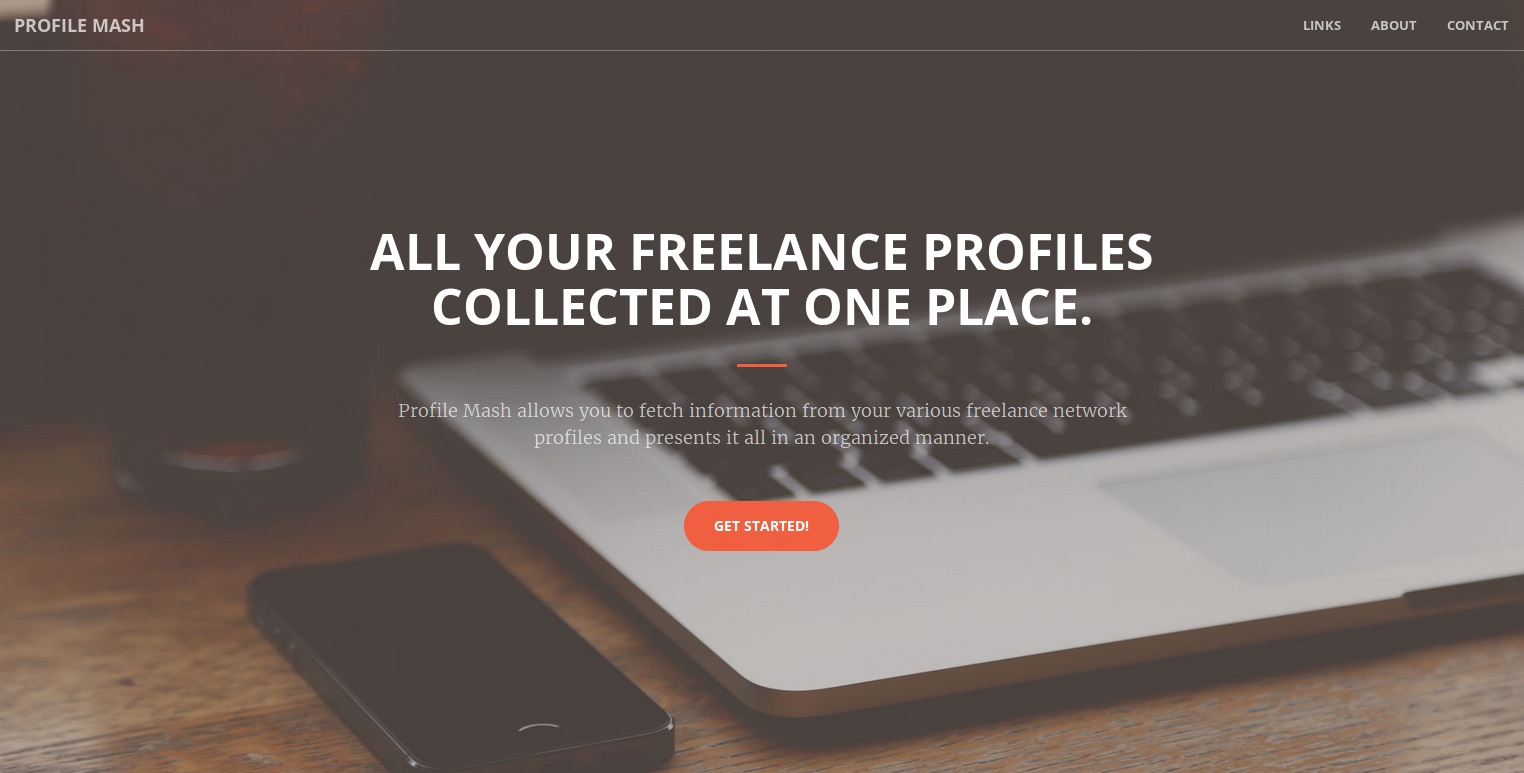 PROFILE MASH
LINKS ABOUT CONTACT
ALL YOUR FREELANCE PROFILES
COLLECTED AT ONE PLACE.
Profile Mash allows you to fetch information from your various freelance network
profiles and presents it all in an organized manner.
GET STARTED!